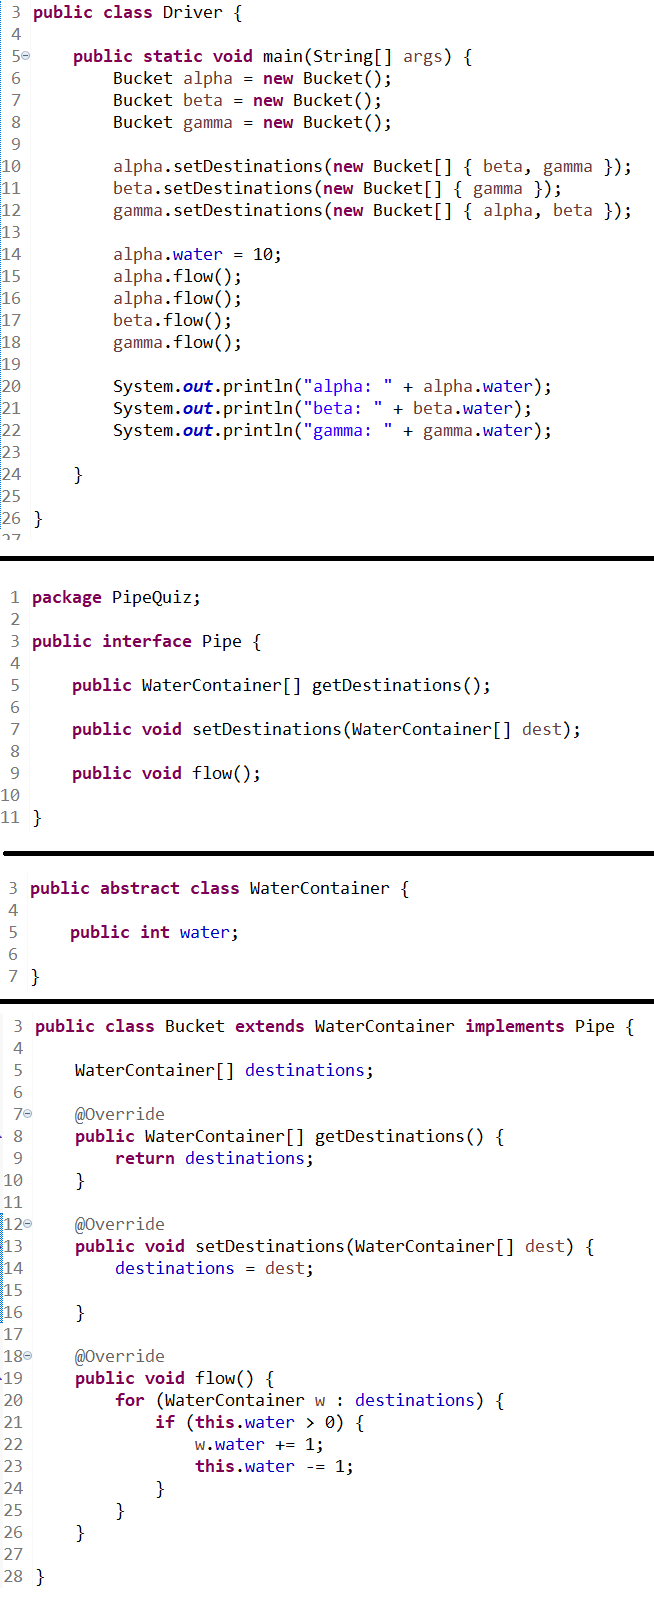 3 public class Driver {
4
5 public static void main(String[] args) {
6 Bucket alpha = new Bucket();
7 Bucket beta = new Bucket();
8 Bucket gamma = new Bucket();
9
10 alpha.setDestinations(new Bucket[] { beta, gamma });
11 beta.setDestinations(new Bucket[] { gamma });
12 gamma.setDestinations(new Bucket[] { alpha, beta });
13
14 alpha.water = 10;
15 alpha.flow();
16 alpha.flow();
17 beta.flow();
18 gamma.flow();
19
20 System.out.println("alpha: " + alpha.water);
21 System.out.println("beta: " + beta.water);
22 System.out.println("gamma: " + gamma.water);
23
24 }
25
26 }
27
1 package PipeQuiz;
2
3 public interface Pipe {
4
5 public WaterContainer[] getDestinations();
6
7 public void setDestinations(WaterContainer[] dest);
8
9 public void flow();
10
11 }
3 public abstract class WaterContainer {
4
5 public int water;
6
7 }
3 public class Bucket extends WaterContainer implements Pipe {
4
5 WaterContainer[] destinations;
6
7 @Override
8 public WaterContainer[] getDestinations() {
9 return destinations;
10 }
11
12 @Override
13 public void setDestinations(WaterContainer[] dest) {
14 destinations = dest;
15
16 }
17
18 @Override
19 public void flow() {
20 for (WaterContainer w : destinations) {
21 if (this.water > 0) {
22 w.water += 1;
23 this.water -= 1;
24 }
25 }
26 }
27
28 }